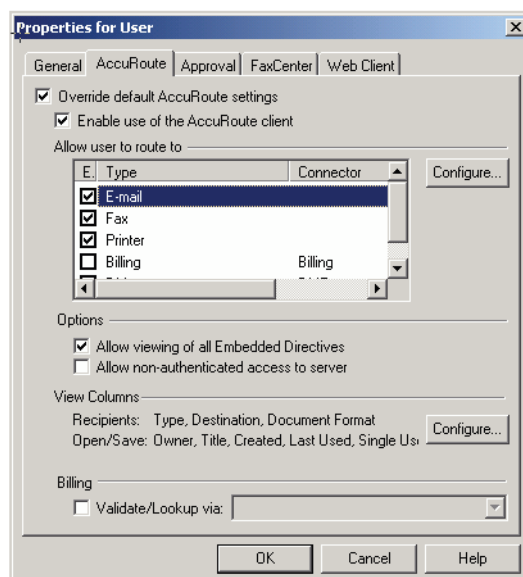 Properties for User
General AccuRoute Approval FaxCenter Web Client
Override default AccuRoute settings
Enable use of the AccuRoute client
Allow user to route to
E. Type Connector
Configure...
E-mail
Fax
Printer
Billing Billing
Options
Allow viewing of all Embedded Directives
Allow non-authenticated access to server
View Columns
Recipients: Type, Destination, Document Format
Open/Save: Owner, Title, Created, Last Used, Single Us
Configure...
Billing
Validate/Lookup via:
OK Cancel Help